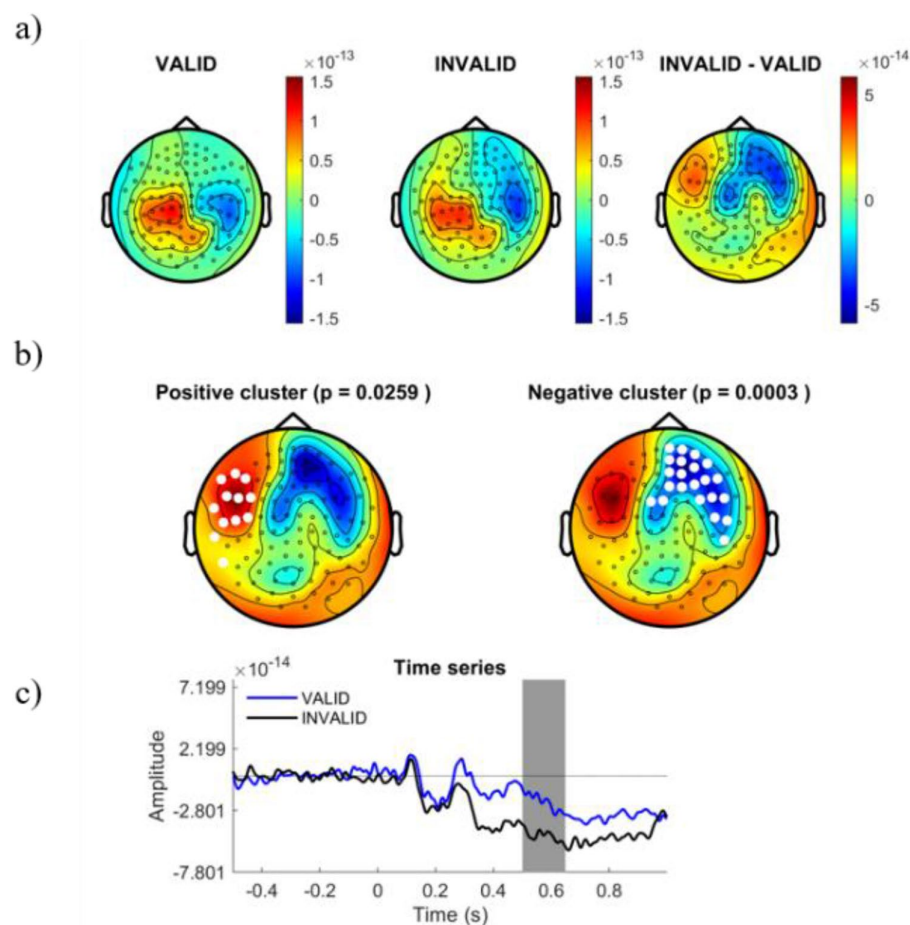 a)
VALID
×10-13
1.5
1
0.5
0
-0.5
-1
-1.5
INVALID
×10-13
1.5
1
0.5
0
-0.5
-1
-1.5
INVALID - VALID
×10-14
5
0
-5
b)
Positive cluster (p = 0.0259 )
Negative cluster (p = 0.0003 )
c)
×10-14
Time series
7.199
2.199
-2.801
-7.801
Amplitude
VALID
INVALID
-0.4 -0.2 0 0.2 0.4 0.6 0.8
Time (s)